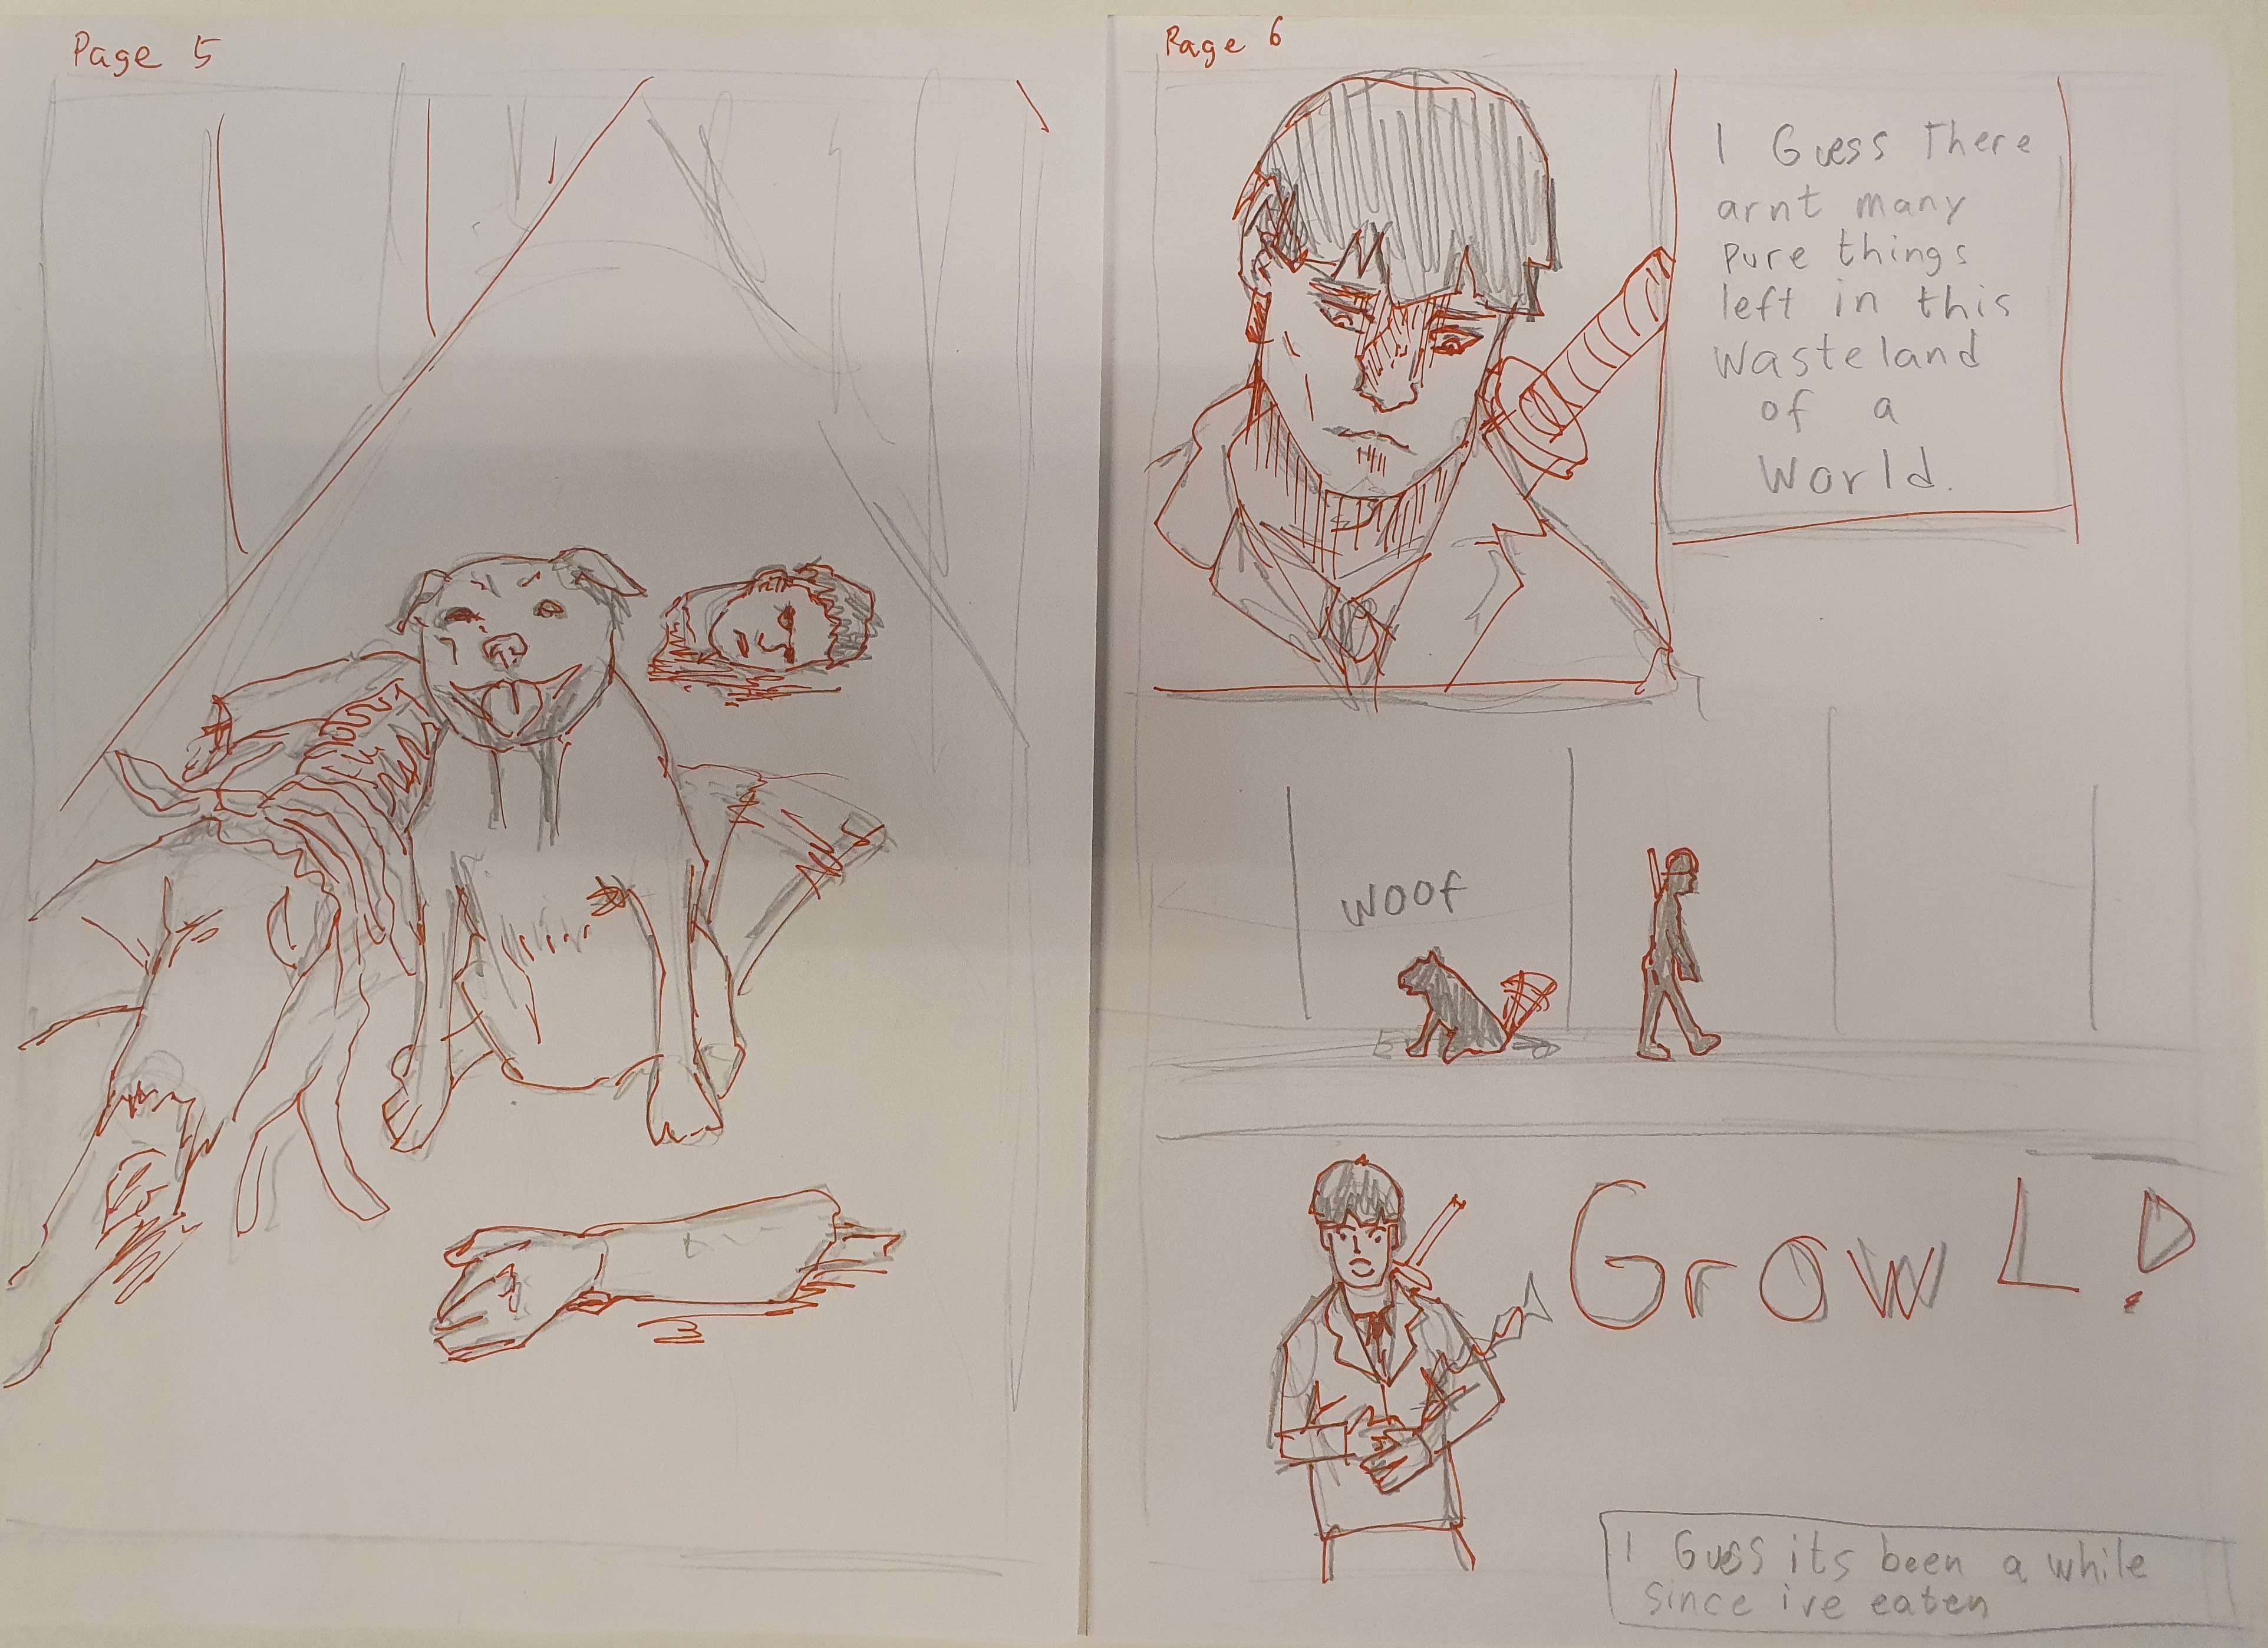 Page 5
Page 6
I Guess There
arnt many
pure things
left in this
wasteland
of a
World.
woof
GrowL!
I Guess its been a while
since ive eaten